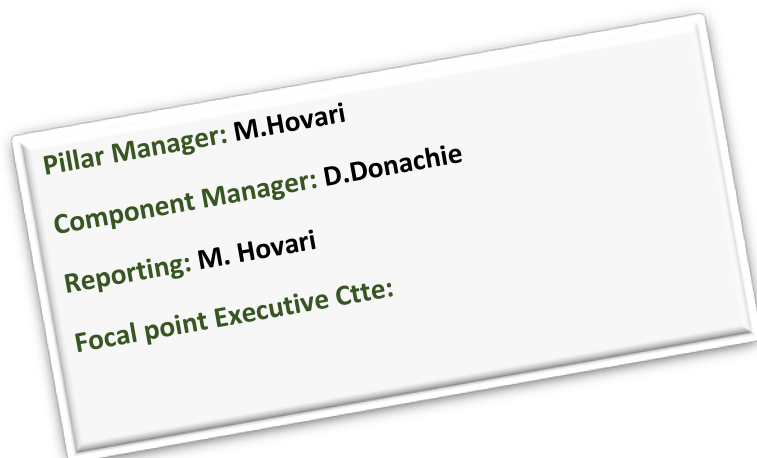 Pillar Manager: M.Hovari
Component Manager: D.Donachie
Reporting: M. Hovari
Focal point Executive Ctte: